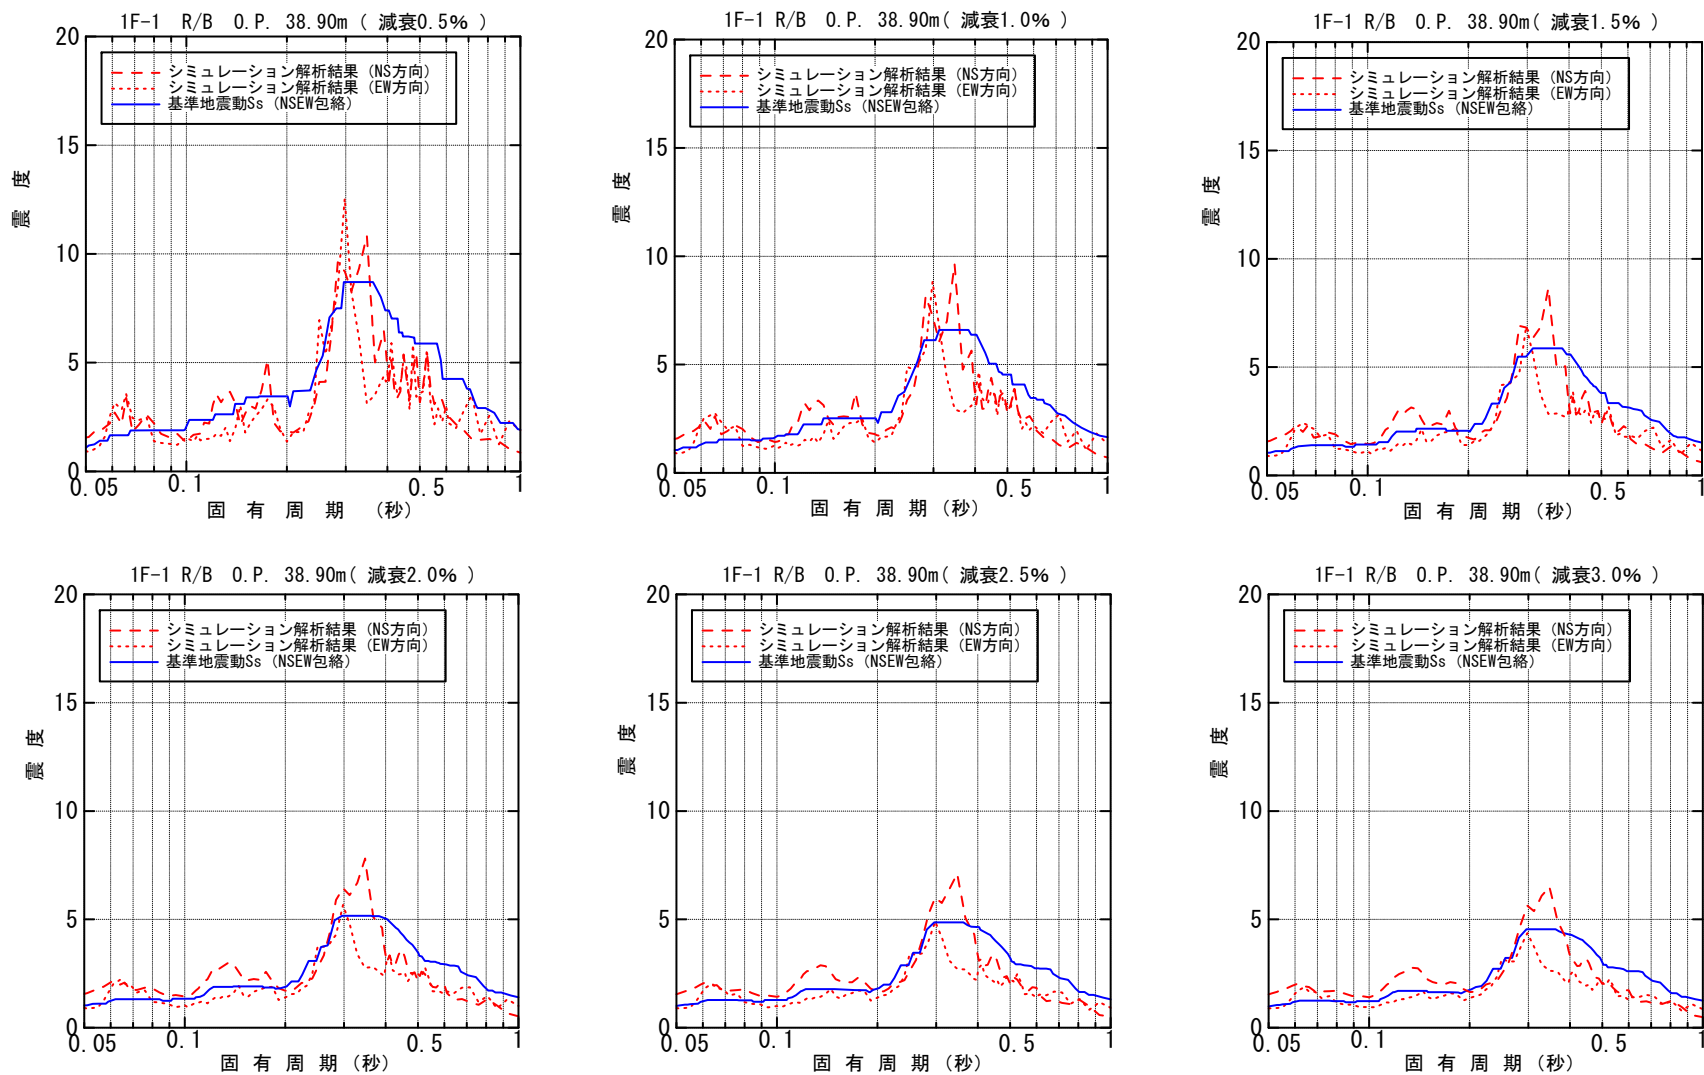 1F-1 R/B O.P. 38.90m( 減衰0.5% )
20
15
10
5
0
震度
シミュレーション解析結果(NS方向)
シミュレーション解析結果(EW方向)
基準地震動Ss(NSEW包絡)
0.05
0.1
0.5
1
固有周期(秒)
1F-1 R/B O.P. 38.90m( 減衰1.0% )
20
15
10
5
0
震度
シミュレーション解析結果(NS方向)
シミュレーション解析結果(EW方向)
基準地震動Ss(NSEW包絡)
0.05
0.1
0.5
1
固有周期(秒)
1F-1 R/B O.P. 38.90m( 減衰1.5% )
20
15
10
5
0
震度
シミュレーション解析結果(NS方向)
シミュレーション解析結果(EW方向)
基準地震動Ss(NSEW包絡)
0.05
0.1
0.5
1
固有周期(秒)
1F-1 R/B O.P. 38.90m( 減衰2.0% )
20
15
10
5
0
震度
シミュレーション解析結果(NS方向)
シミュレーション解析結果(EW方向)
基準地震動Ss(NSEW包絡)
0.05
0.1
0.5
1
固有周期(秒)
1F-1 R/B O.P. 38.90m( 減衰2.5% )
20
15
10
5
0
震度
シミュレーション解析結果(NS方向)
シミュレーション解析結果(EW方向)
基準地震動Ss(NSEW包絡)
0.05
0.1
0.5
1
固有周期(秒)
1F-1 R/B O.P. 38.90m( 減衰3.0% )
20
15
10
5
0
震度
シミュレーション解析結果(NS方向)
シミュレーション解析結果(EW方向)
基準地震動Ss(NSEW包絡)
0.05
0.1
0.5
1
固有周期(秒)